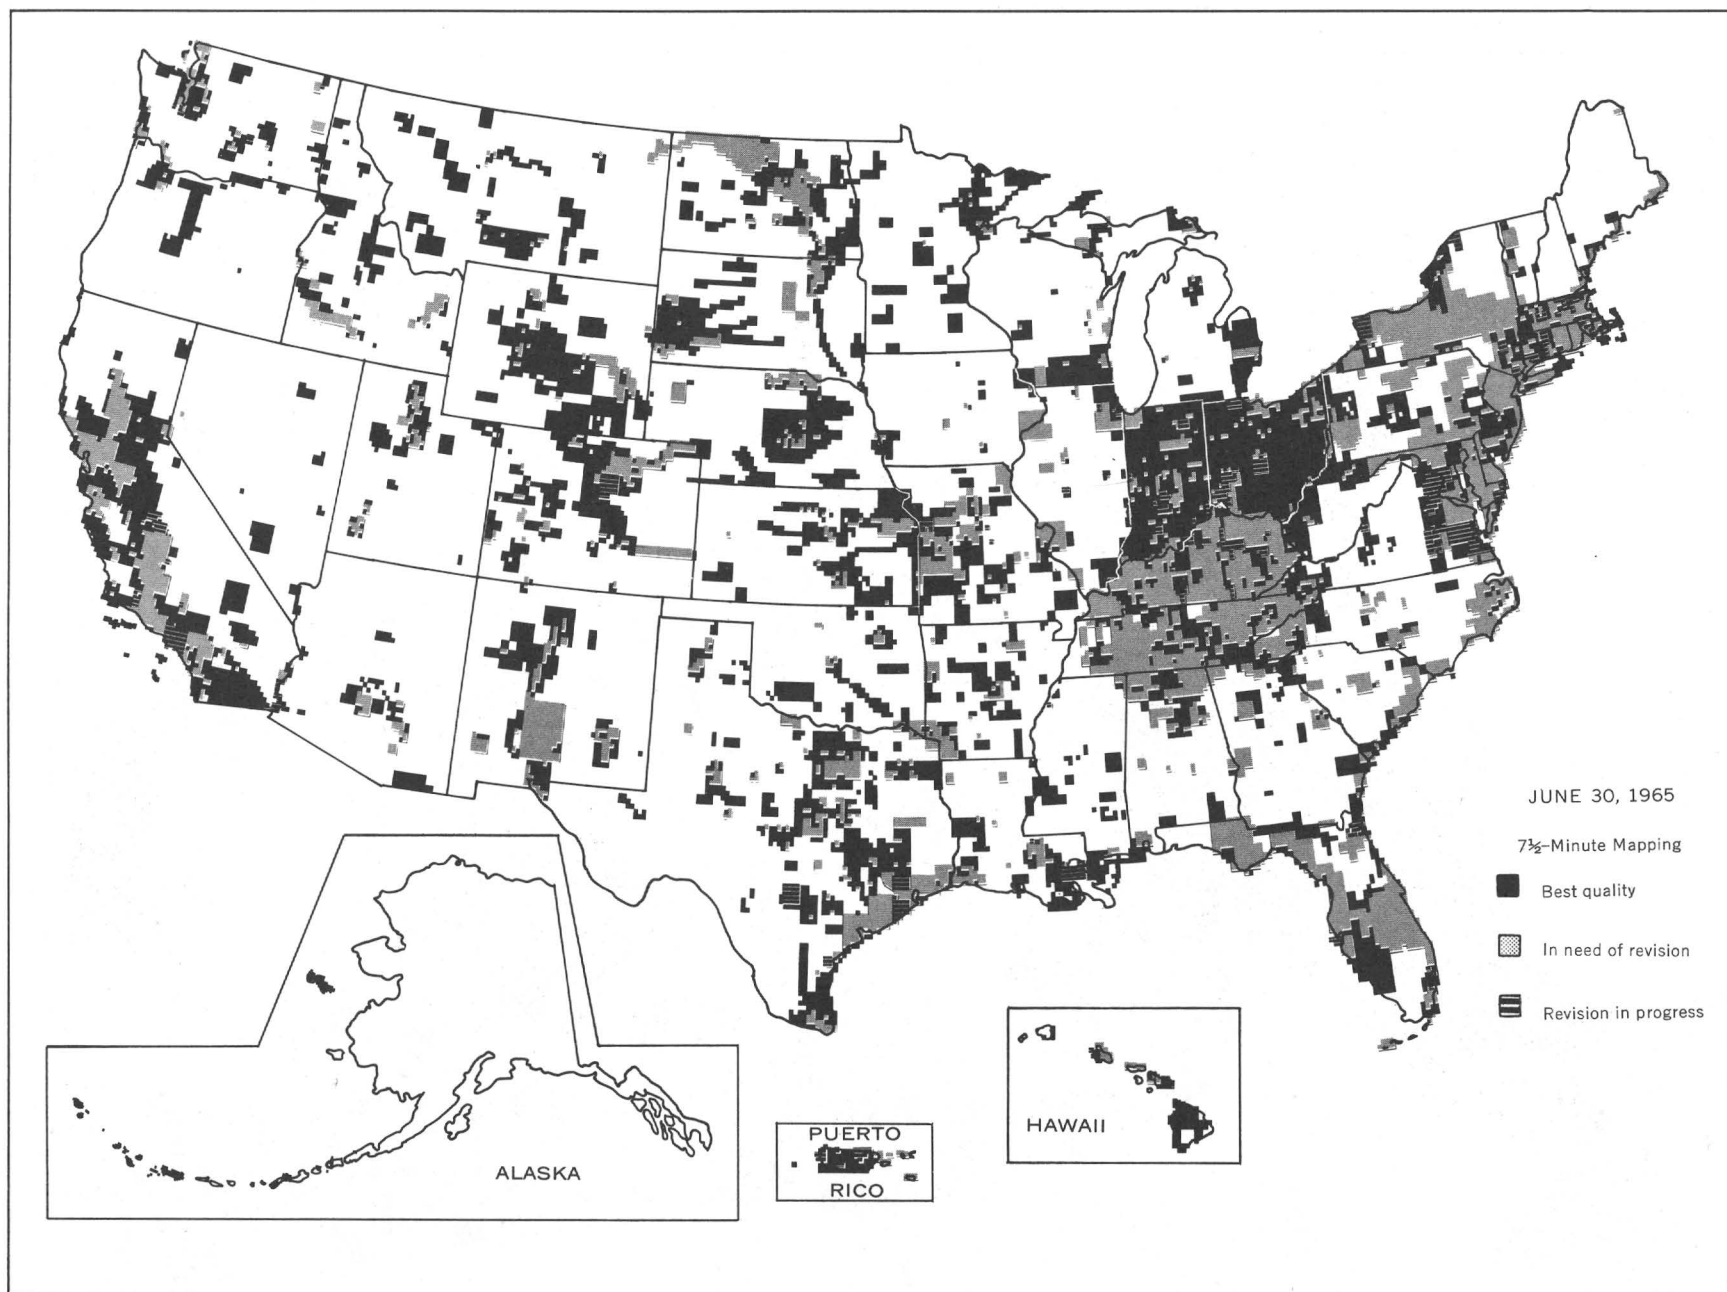 JUNE 30, 1965
7½-Minute Mapping
Best quality
In need of revision
Revision in progress
ALASKA
PUERTO
RICO
HAWAII